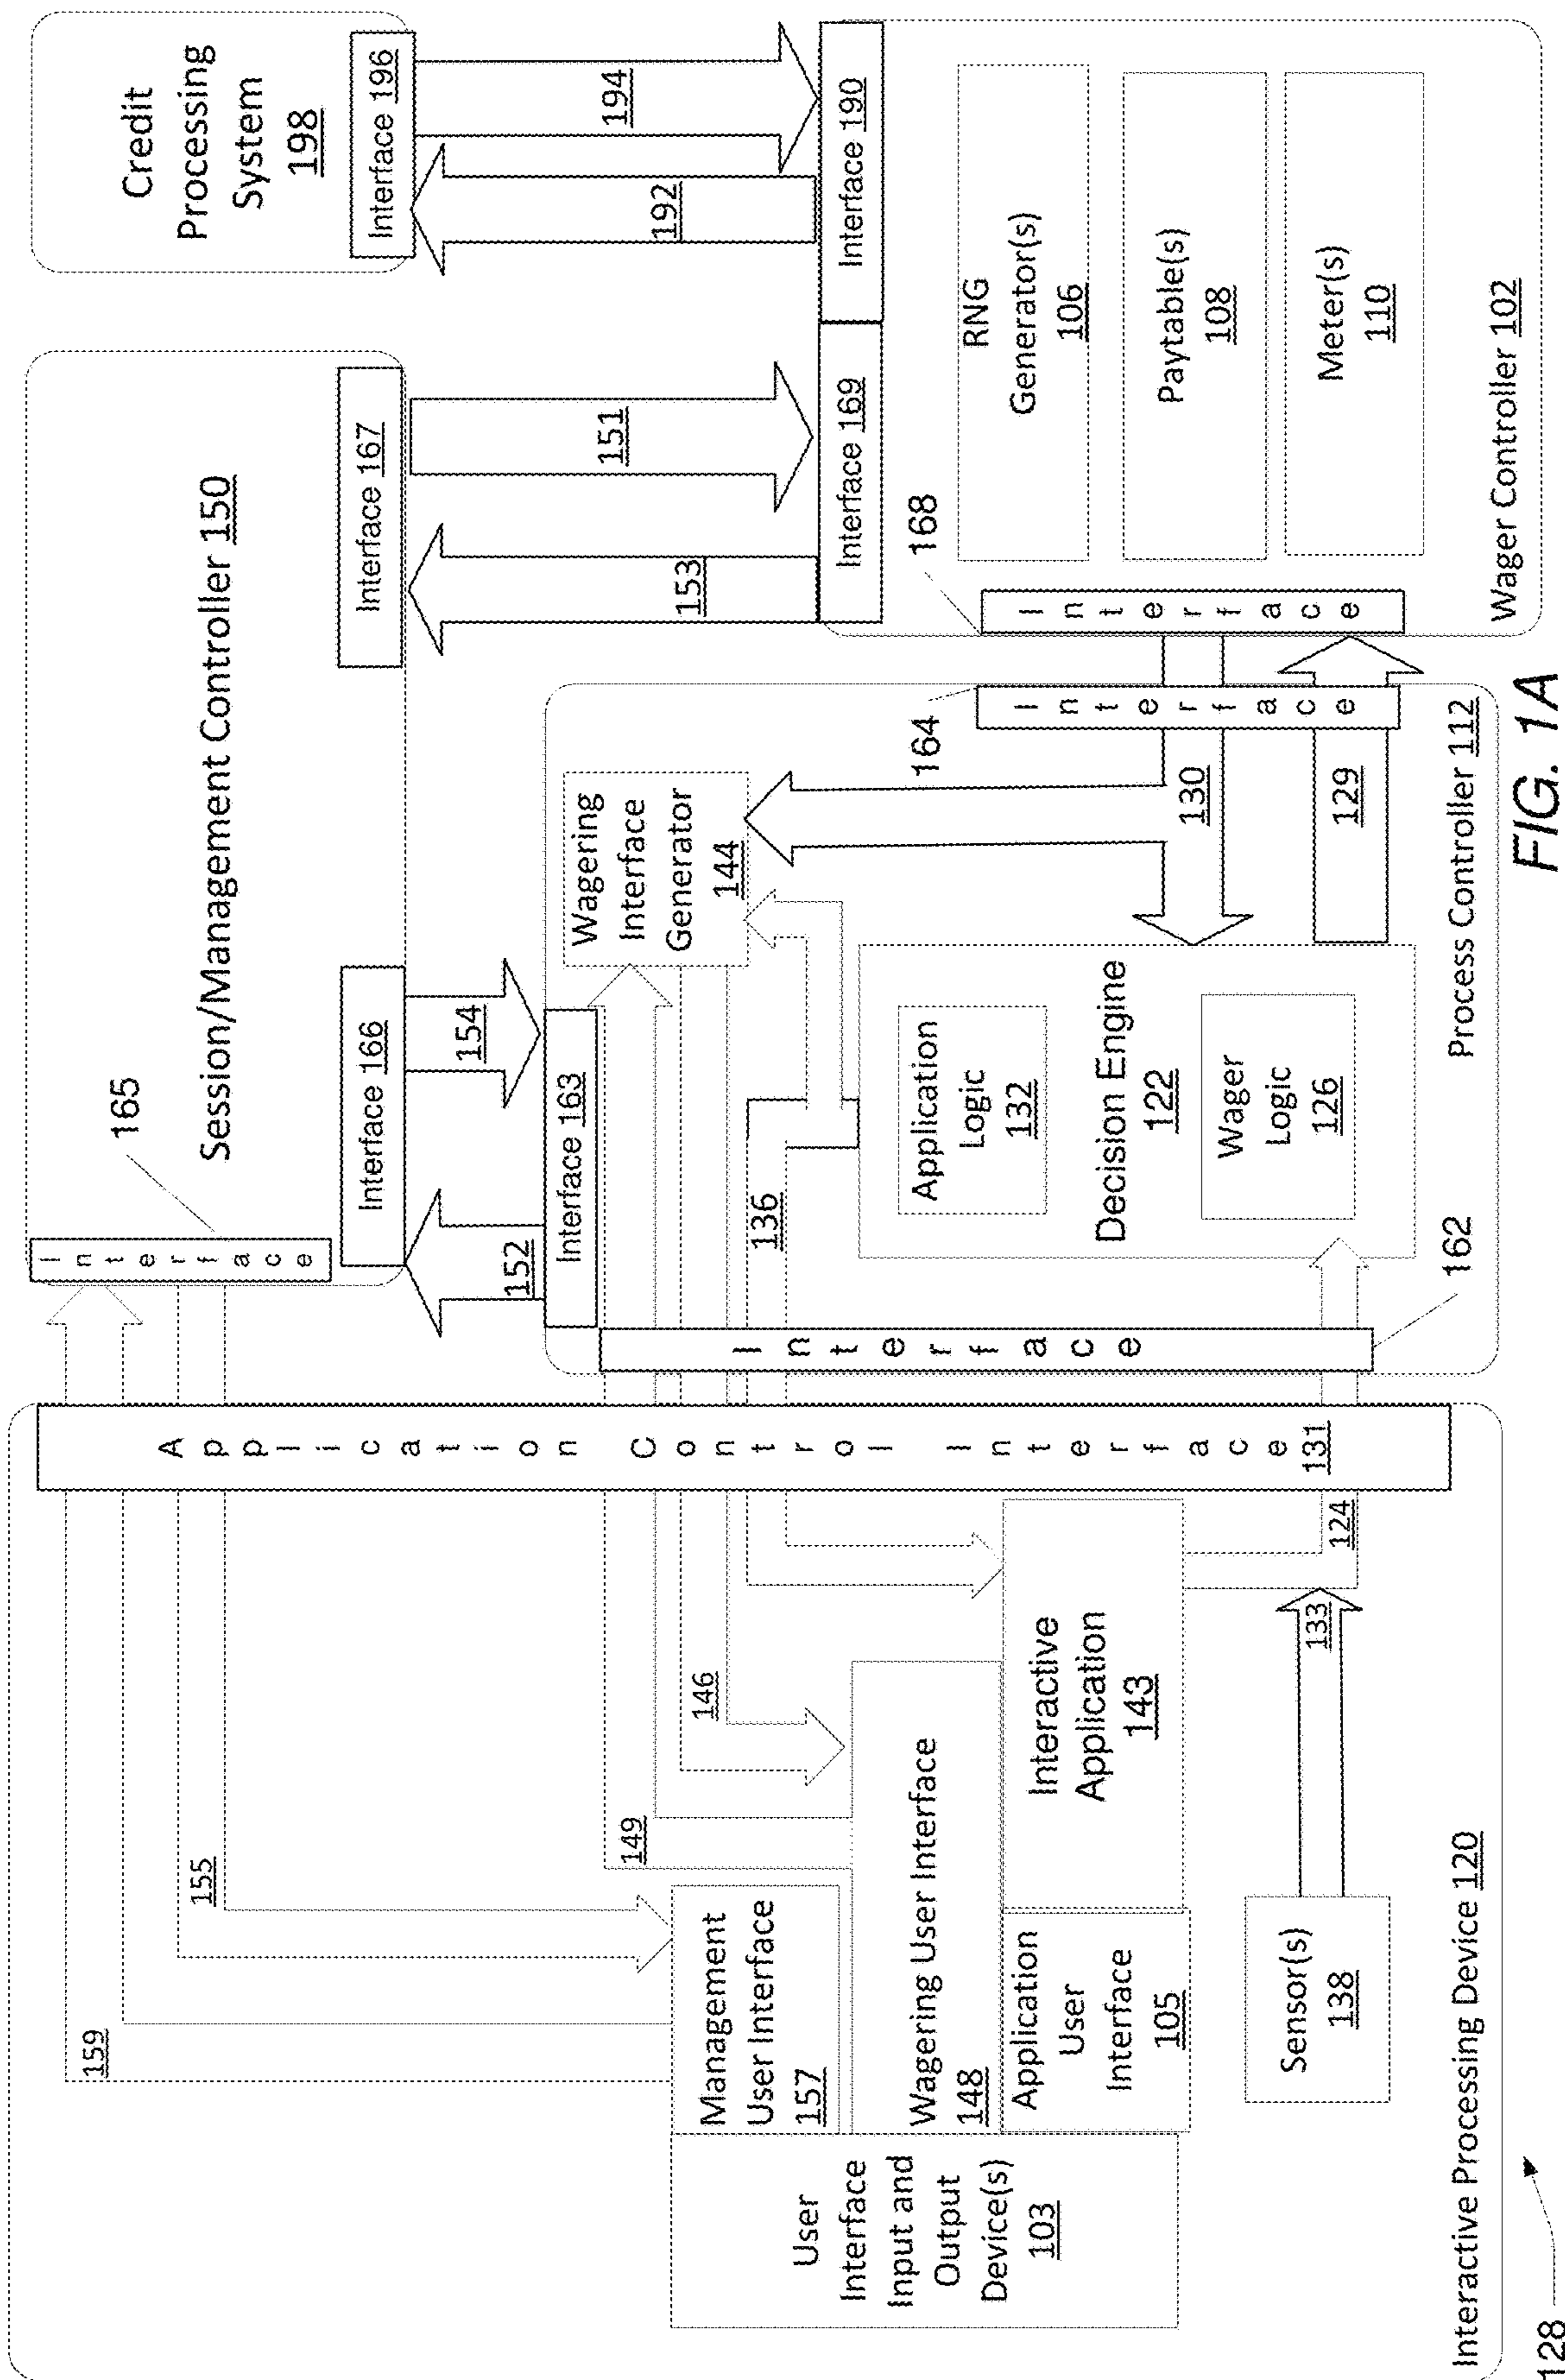 Credit
Processing
System
198
Interface 196
194
192
Interface 190
Session/Management Controller 150
165
Interface
Interface 166
Interface 167
151
153
Interface 169
154
152
Interface 163
RNG
Generator(s)
106
Paytable(s)
108
Meter(s)
110
Wager Controller 102
168
Interface
164
Interface
Wagering
Interface
Generator
144
130
129
136
Application
Logic
132
Decision Engine
122
Wager
Logic
126
Process Controller 112
162
Interface
Application Control Interface 131
159
155
149
146
124
133
Management
User Interface
157
Wagering User Interface
148
Interactive
Application
143
Application
User
Interface
105
User
Interface
Input and
Output
Device(s)
103
Sensor(s)
138
Interactive Processing Device 120
128
FIG. 1A